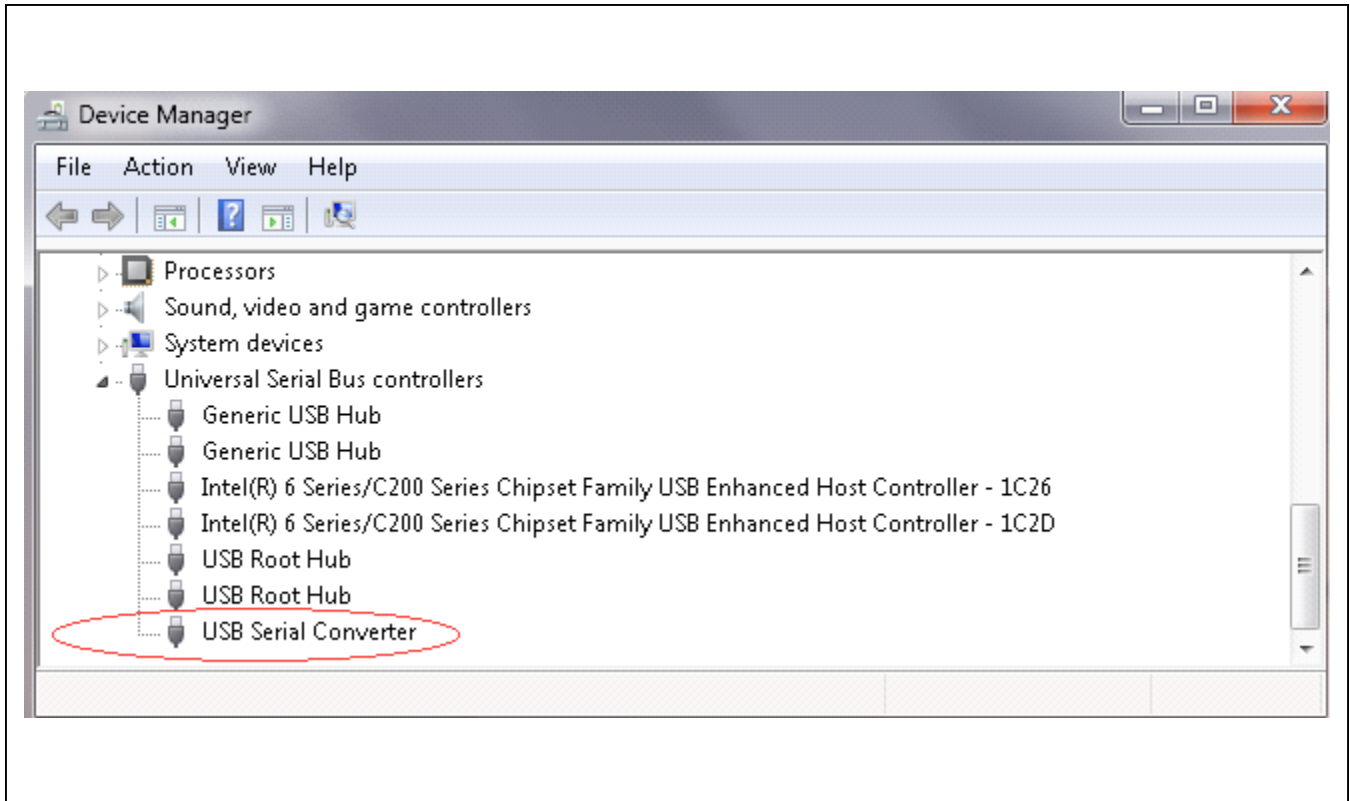 Device Manager
File Action View Help
Processors
Sound, video and game controllers
System devices
Universal Serial Bus controllers
Generic USB Hub
Generic USB Hub
Intel(R) 6 Series/C200 Series Chipset Family USB Enhanced Host Controller - 1C26
Intel(R) 6 Series/C200 Series Chipset Family USB Enhanced Host Controller - 1C2D
USB Root Hub
USB Root Hub
USB Serial Converter